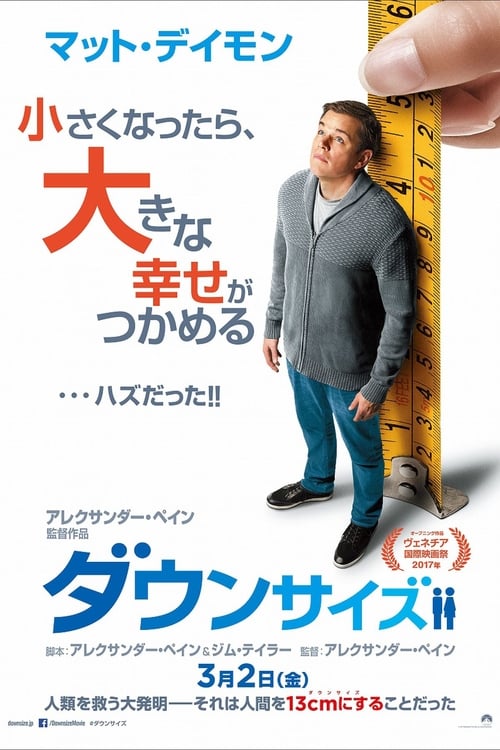 マット・デイモン
小さくなったら、
大きな
幸せが
つかめる
・・・ハズだった!!
アレクサンダー・ペイン
監督作品
オープニング作品
ヴェネチア
国際映画祭
2017年
ダウンサイズ
脚本：アレクサンダー・ペイン&ジム・テイラー 監督：アレクサンダー・ペイン
3月2日(金)
ダウンサイズ
人類を救う大発明——それは人間を13cmにすることだった
downsize.jp /DownsizeMovie #ダウンサイズ